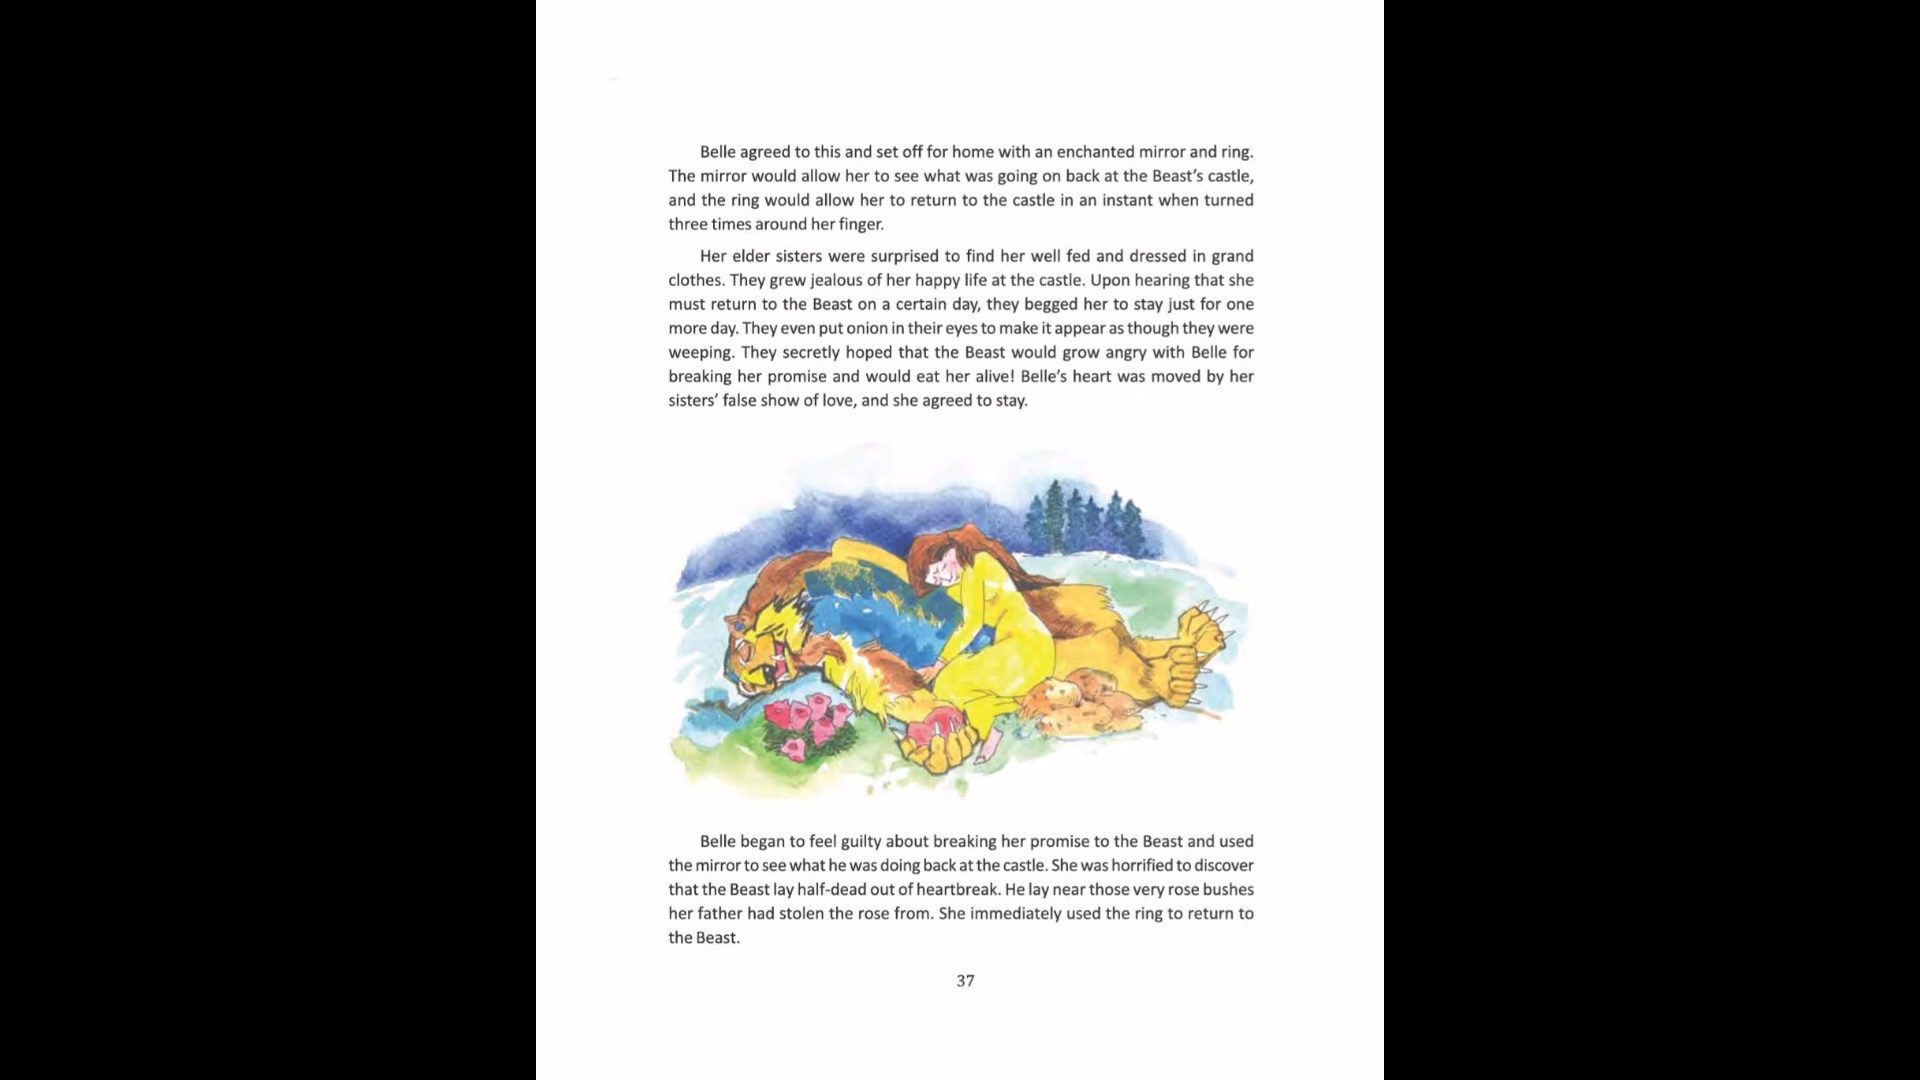 Belle agreed to this and set off for home with an enchanted mirror and ring.
The mirror would allow her to see what was going on back at the Beast’s castle,
and the ring would allow her to return to the castle in an instant when turned
three times around her finger.
Her elder sisters were surprised to find her well fed and dressed in grand
clothes. They grew jealous of her happy life at the castle. Upon hearing that she
must return to the Beast on a certain day, they begged her to stay just for one
more day. They even put onion in their eyes to make it appear as though they were
weeping. They secretly hoped that the Beast would grow angry with Belle for
breaking her promise and would eat her alive! Belle’s heart was moved by her
sisters’ false show of love, and she agreed to stay.
Belle began to feel guilty about breaking her promise to the Beast and used
the mirror to see what he was doing back at the castle. She was horrified to discover
that the Beast lay half-dead out of heartbreak. He lay near those very rose bushes
her father had stolen the rose from. She immediately used the ring to return to
the Beast.
37